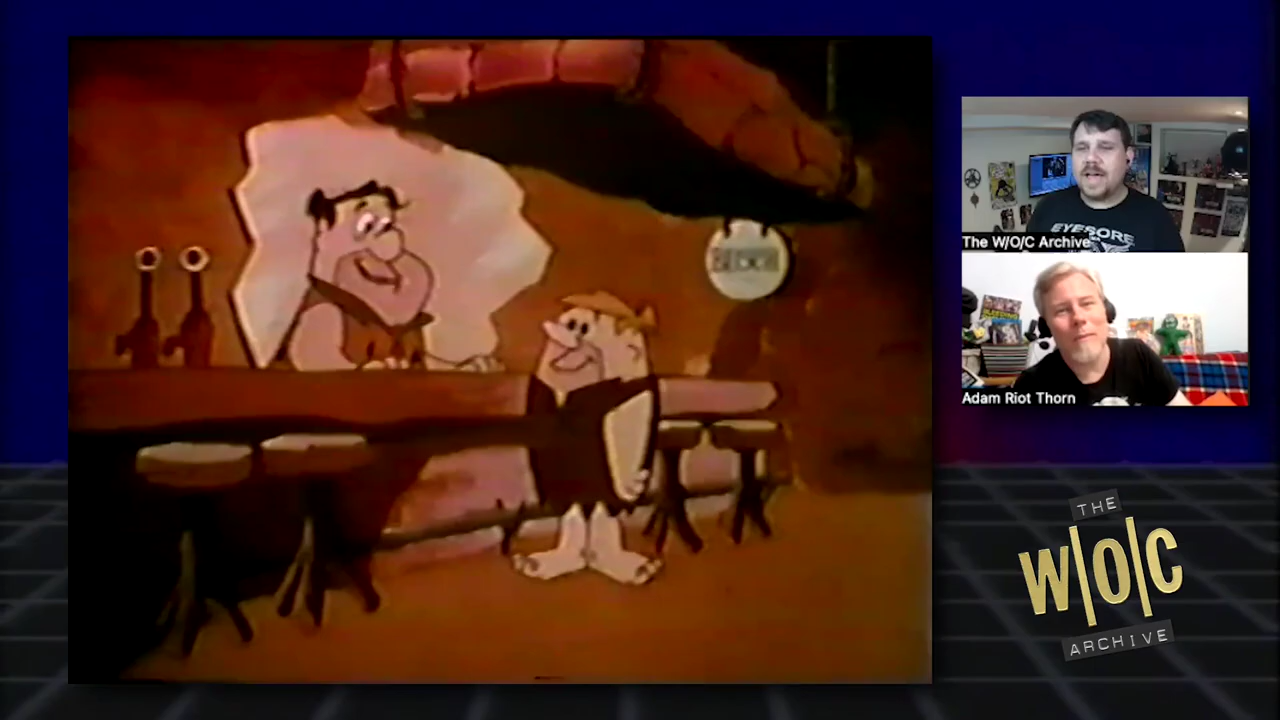 The W/O/C Archive
EYESORE
Adam Riot Thorn
THE
W|O|C
ARCHIVE